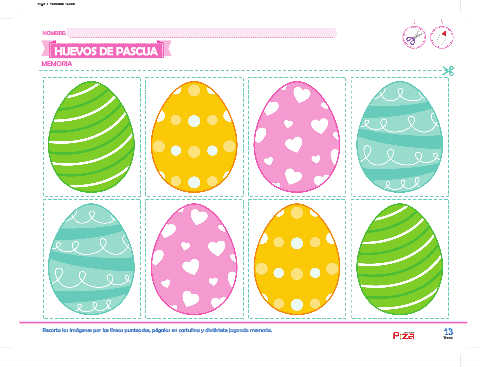 NOMBRE:
HUEVOS DE PASCUA
MEMORIA
Recorta las imágenes por las líneas punteadas, pégalas en cartulina y diviértete jugando memoria.
13